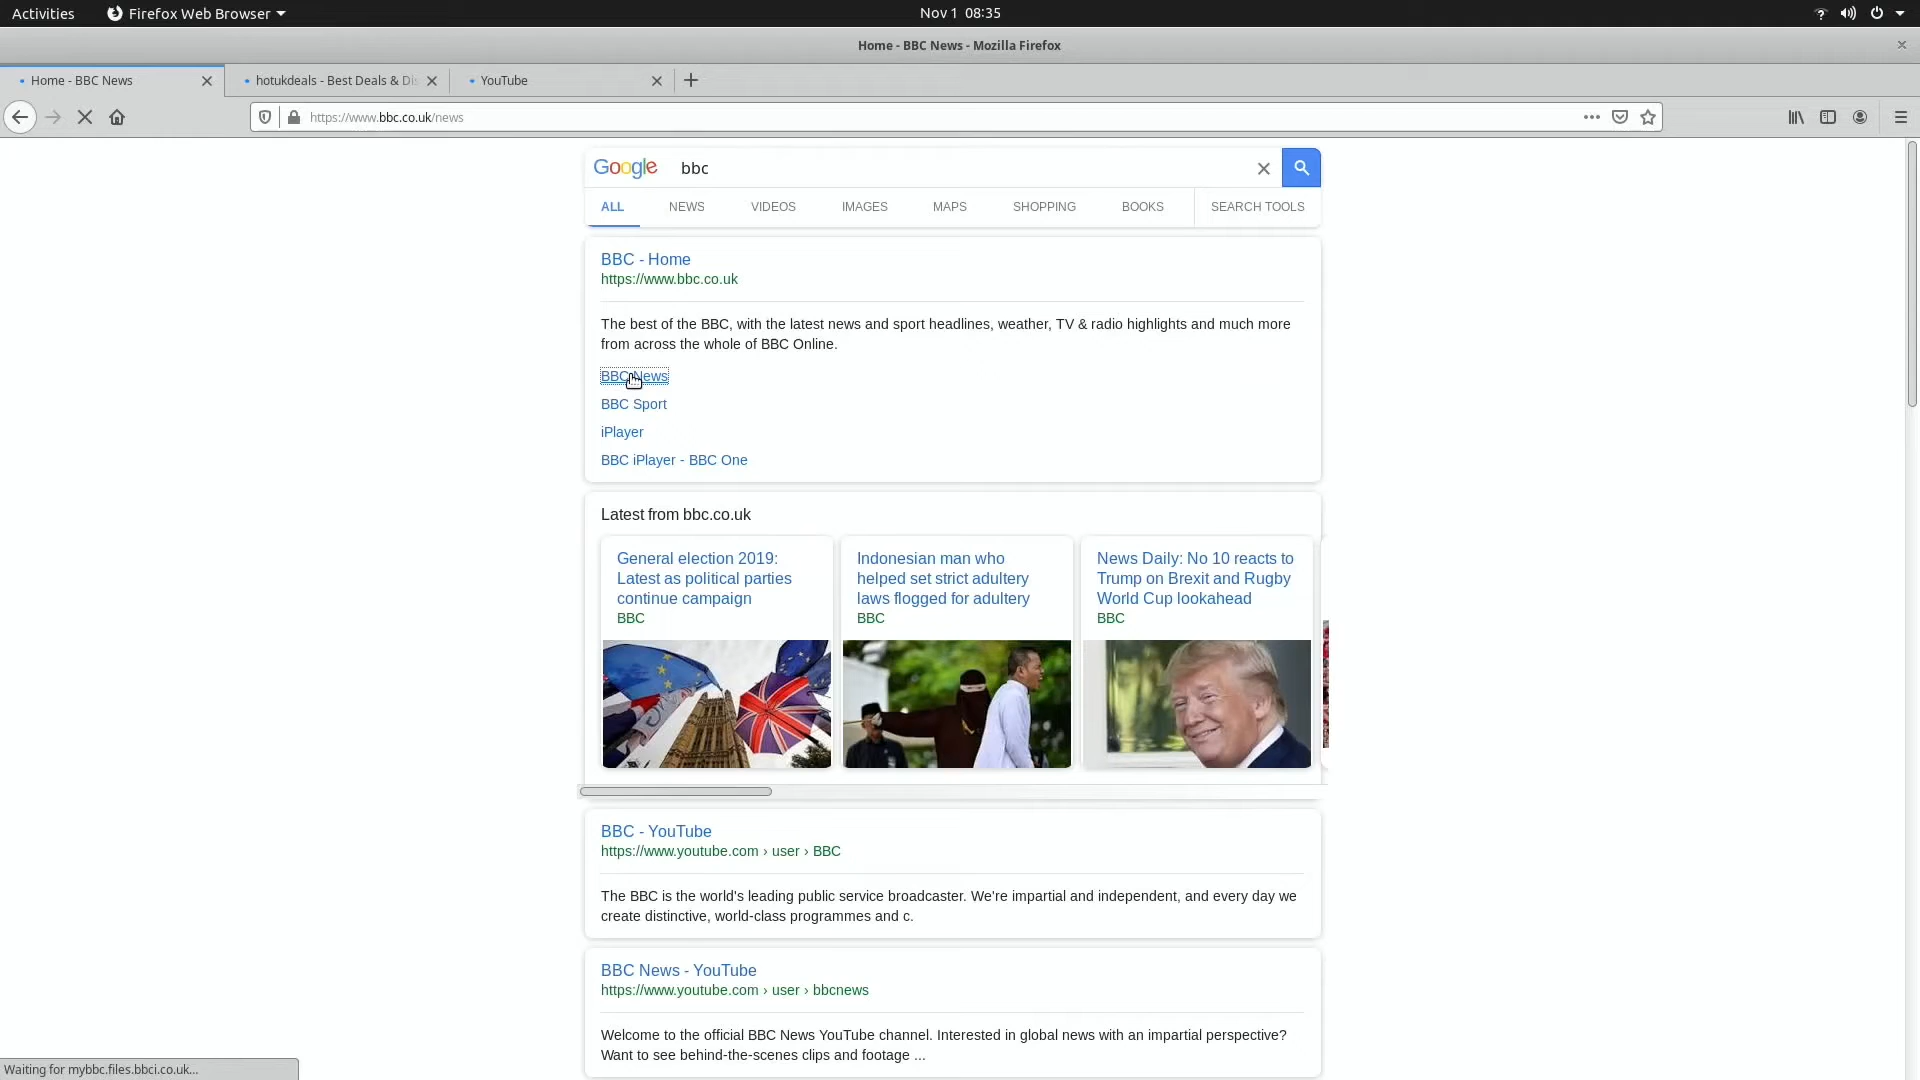 Activities Firefox Web Browser Nov 1 08:35
Home - BBC News - Mozilla Firefox
Home - BBC News hotukdeals - Best Deals & Dis YouTube
https://www.bbc.co.uk/news
Google bbc
ALL NEWS VIDEOS IMAGES MAPS SHOPPING BOOKS SEARCH TOOLS
BBC - Home
https://www.bbc.co.uk
The best of the BBC, with the latest news and sport headlines, weather, TV & radio highlights and much more
from across the whole of BBC Online.
BBC News
BBC Sport
iPlayer
BBC iPlayer - BBC One
Latest from bbc.co.uk
General election 2019:
Latest as political parties
continue campaign
BBC
Indonesian man who
helped set strict adultery
laws flogged for adultery
BBC
News Daily: No 10 reacts to
Trump on Brexit and Rugby
World Cup lookahead
BBC
BBC - YouTube
https://www.youtube.com › user › BBC
The BBC is the world's leading public service broadcaster. We're impartial and independent, and every day we
create distinctive, world-class programmes and c.
BBC News - YouTube
https://www.youtube.com › user › bbcnews
Welcome to the official BBC News YouTube channel. Interested in global news with an impartial perspective?
Want to see behind-the-scenes clips and footage ...
Waiting for mybbc.files.bbci.co.uk...